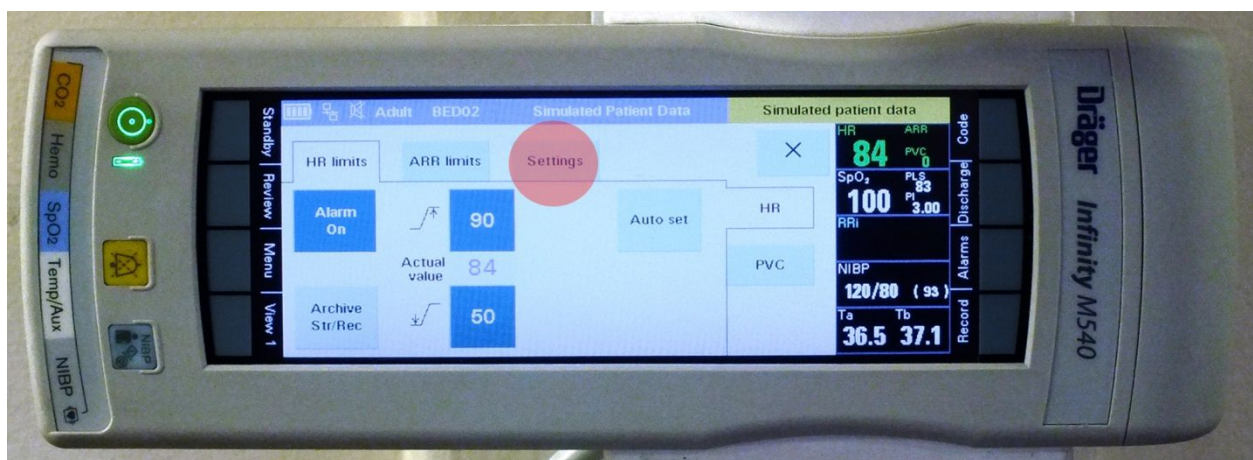 CO2
Hemo
SpO2
Temp/Aux
NIBP
NIBP
Standby
Review
Menu
View 1
Adult BED02 Simulated Patient Data
Simulated patient data
HR limits
ARR limits
Settings
×
Alarm
On
90
Auto set
HR
Actual
value
84
PVC
Archive
Str/Rec
50
HR
ARR
84
PVC
0
SpO₂
PLS
83
100
PI
3.00
RRi
NIBP
120/80 ( 93 )
Ta
Tb
36.5 37.1
Code
Discharge
Alarms
Record
Dräger Infinity M540